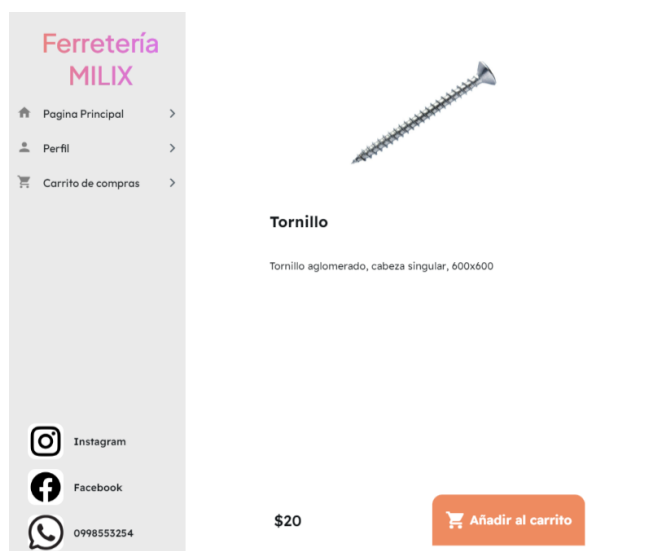 Ferretería
MILIX
Pagina Principal
Perfil
Carrito de compras
Tornillo
Tornillo aglomerado, cabeza singular, 600x600
Instagram
Facebook
0998553254
$20
Añadir al carrito